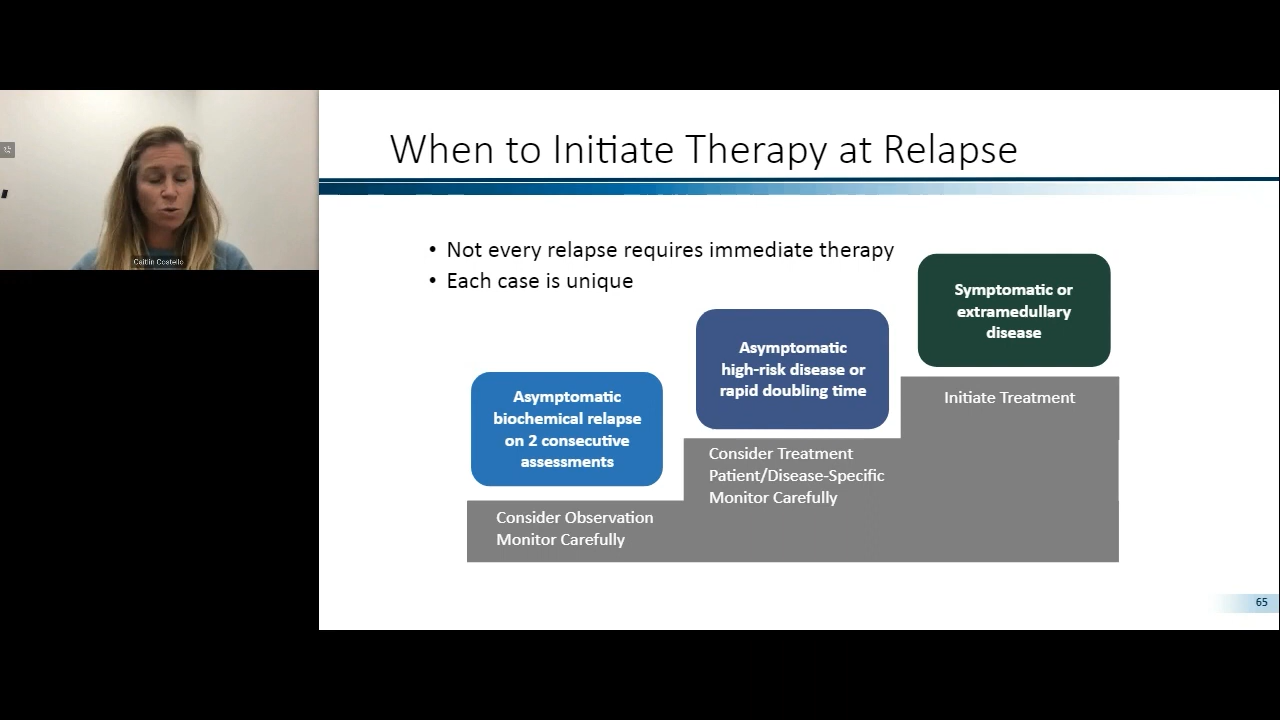 When to Initiate Therapy at Relapse
• Not every relapse requires immediate therapy
• Each case is unique
Asymptomatic
biochemical relapse
on 2 consecutive
assessments
Consider Observation
Monitor Carefully
Asymptomatic
high-risk disease or
rapid doubling time
Consider Treatment
Patient/Disease-Specific
Monitor Carefully
Symptomatic or
extramedullary
disease
Initiate Treatment
Caitlin Costello
65